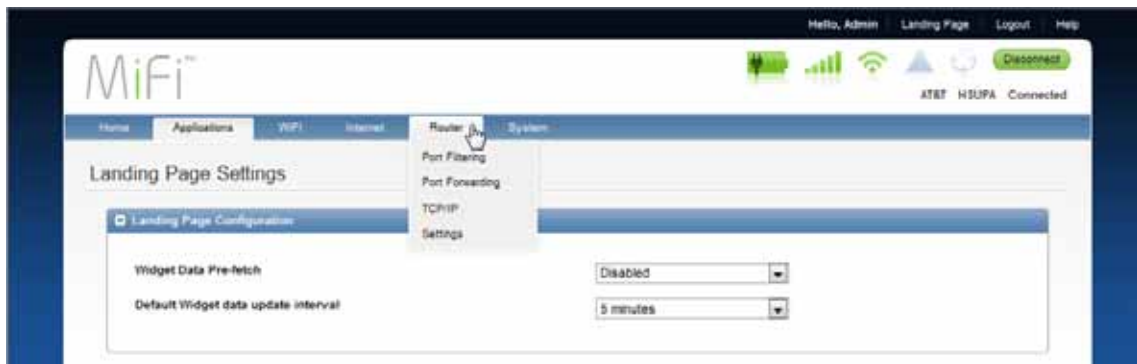 Hello, Admin Landing Page Logout Help
MiFi™
Disconnect
AT&T HSUPA Connected
Home Applications WiFi Internet Router System
Port Filtering
Port Forwarding
TCP/IP
Settings
Landing Page Settings
Landing Page Configuration
Widget Data Pre-fetch Disabled
Default Widget data update interval 5 minutes